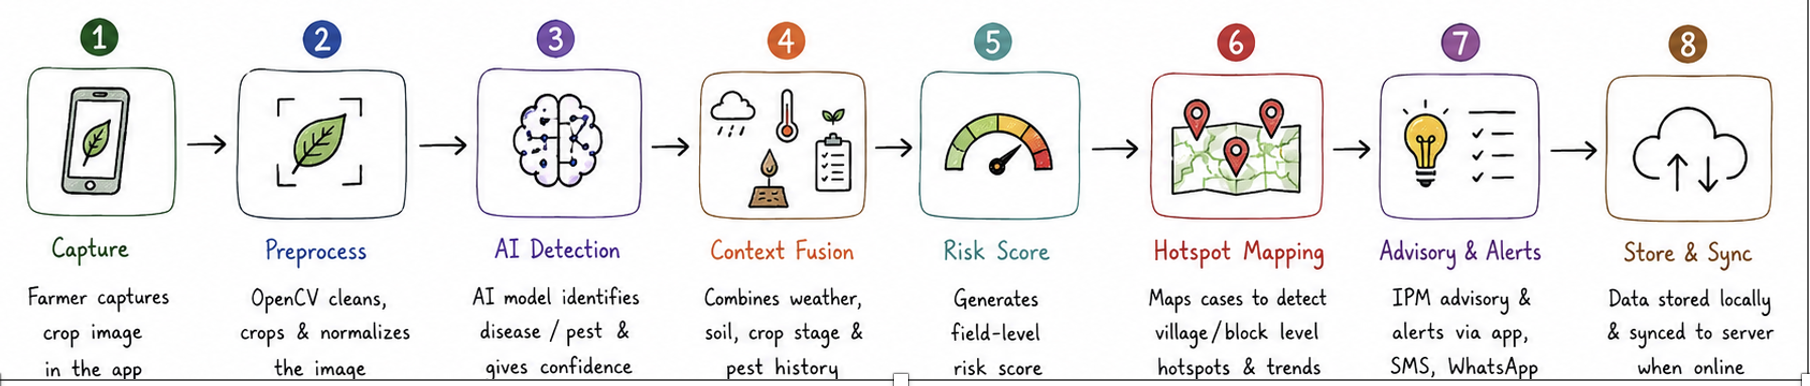 1
2
3
4
5
6
7
8
Capture
Preprocess
AI Detection
Context Fusion
Risk Score
Hotspot Mapping
Advisory & Alerts
Store & Sync
Farmer captures
crop image
in the app
OpenCV cleans,
crops & normalizes
the image
AI model identifies
disease / pest &
gives confidence
Combines weather,
soil, crop stage &
pest history
Generates
field-level
risk score
Maps cases to detect
village/block level
hotspots & trends
IPM advisory &
alerts via app,
SMS, WhatsApp
Data stored locally
& synced to server
when online